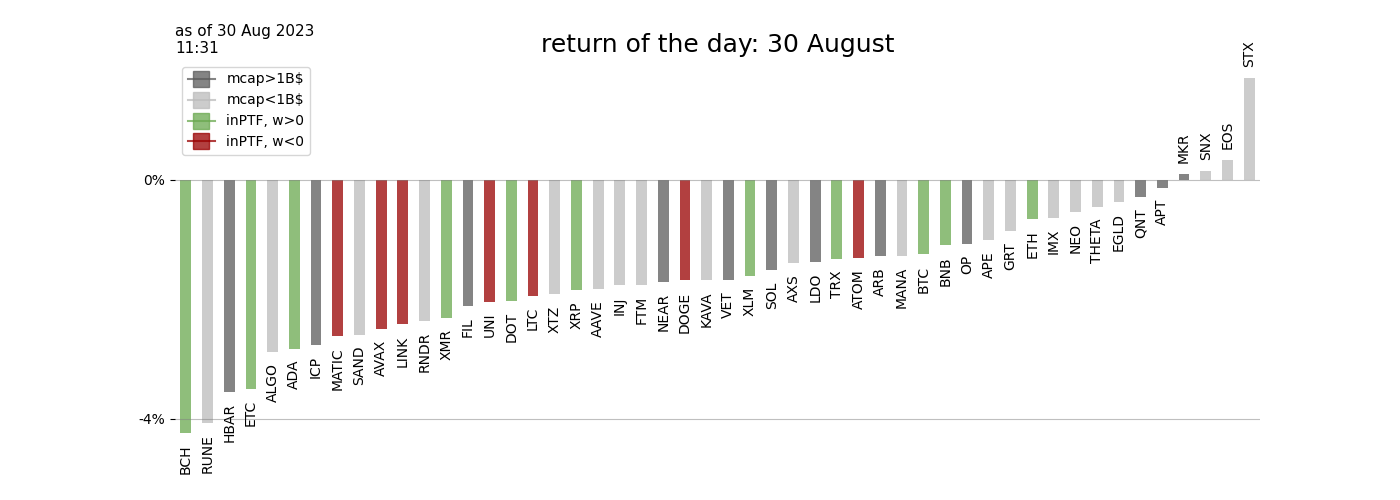 as of 30 Aug 2023
11:31
return of the day: 30 August
mcap>1B$
mcap<1B$
inPTF, w>0
inPTF, w<0
0%
-4%
BCH
RUNE
HBAR
ETC
ALGO
ADA
ICP
MATIC
SAND
AVAX
LINK
RNDR
XMR
FIL
UNI
DOT
LTC
XTZ
XRP
AAVE
INJ
FTM
NEAR
DOGE
KAVA
VET
XLM
SOL
AXS
LDO
TRX
ATOM
ARB
MANA
BTC
BNB
OP
APE
GRT
ETH
IMX
NEO
THETA
EGLD
QNT
APT
MKR
SNX
EOS
STX